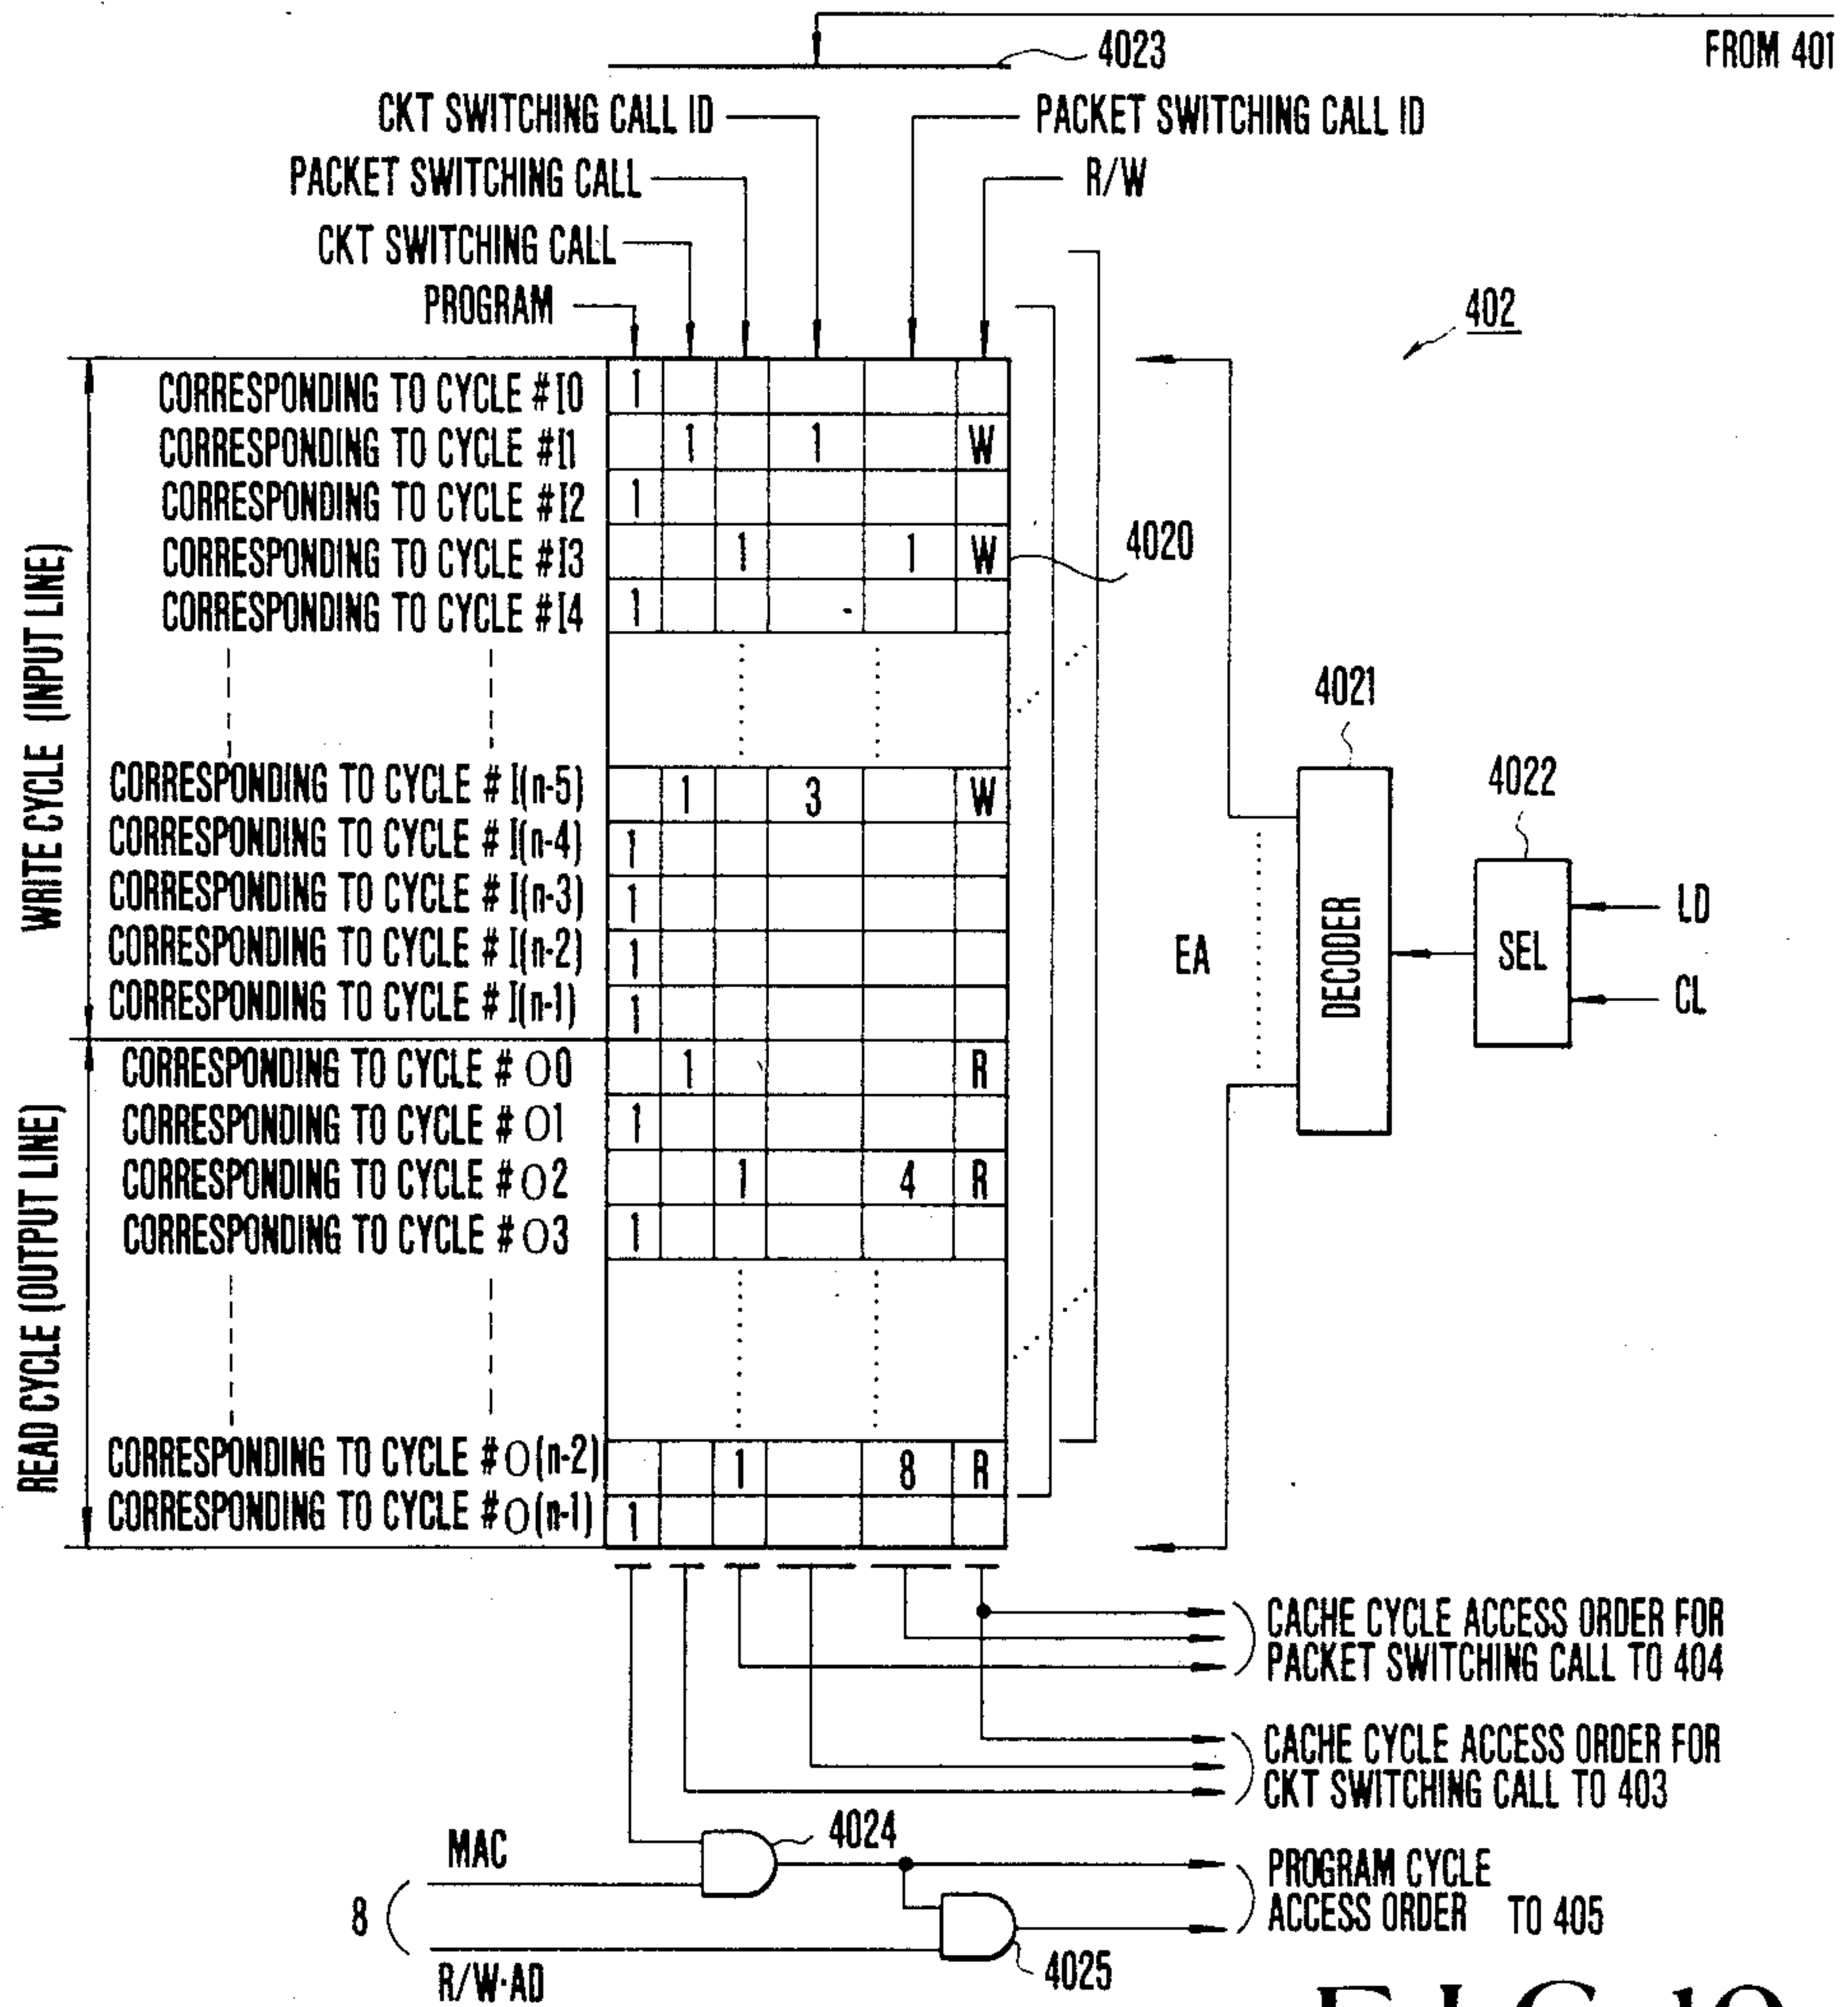 4023
FROM 401
CKT SWITCHING CALL ID
PACKET SWITCHING CALL ID
PACKET SWITCHING CALL
R/W
CKT SWITCHING CALL
PROGRAM
402
CORRESPONDING TO CYCLE #I0 1
CORRESPONDING TO CYCLE #I1 1 1 W
CORRESPONDING TO CYCLE #I2 1
CORRESPONDING TO CYCLE #I3 1 1 W
4020
CORRESPONDING TO CYCLE #I4 1
WRITE CYCLE (INPUT LINE)
4021
4022
CORRESPONDING TO CYCLE # I(n-5) 1 3 W
CORRESPONDING TO CYCLE # I(n-4) 1
CORRESPONDING TO CYCLE # I(n-3) 1
CORRESPONDING TO CYCLE # I(n-2) 1
CORRESPONDING TO CYCLE # I(n-1) 1
EA
DECODER
SEL
LD
CL
CORRESPONDING TO CYCLE # O0 1 R
CORRESPONDING TO CYCLE # O1 1
CORRESPONDING TO CYCLE # O2 1 4 R
CORRESPONDING TO CYCLE # O3 1
READ CYCLE (OUTPUT LINE)
CORRESPONDING TO CYCLE # O(n-2) 1 8 R
CORRESPONDING TO CYCLE # O(n-1) 1
CACHE CYCLE ACCESS ORDER FOR
PACKET SWITCHING CALL TO 404
CACHE CYCLE ACCESS ORDER FOR
CKT SWITCHING CALL TO 403
MAC
4024
8
PROGRAM CYCLE
ACCESS ORDER TO 405
R/W·AD
4025
FIG. 10